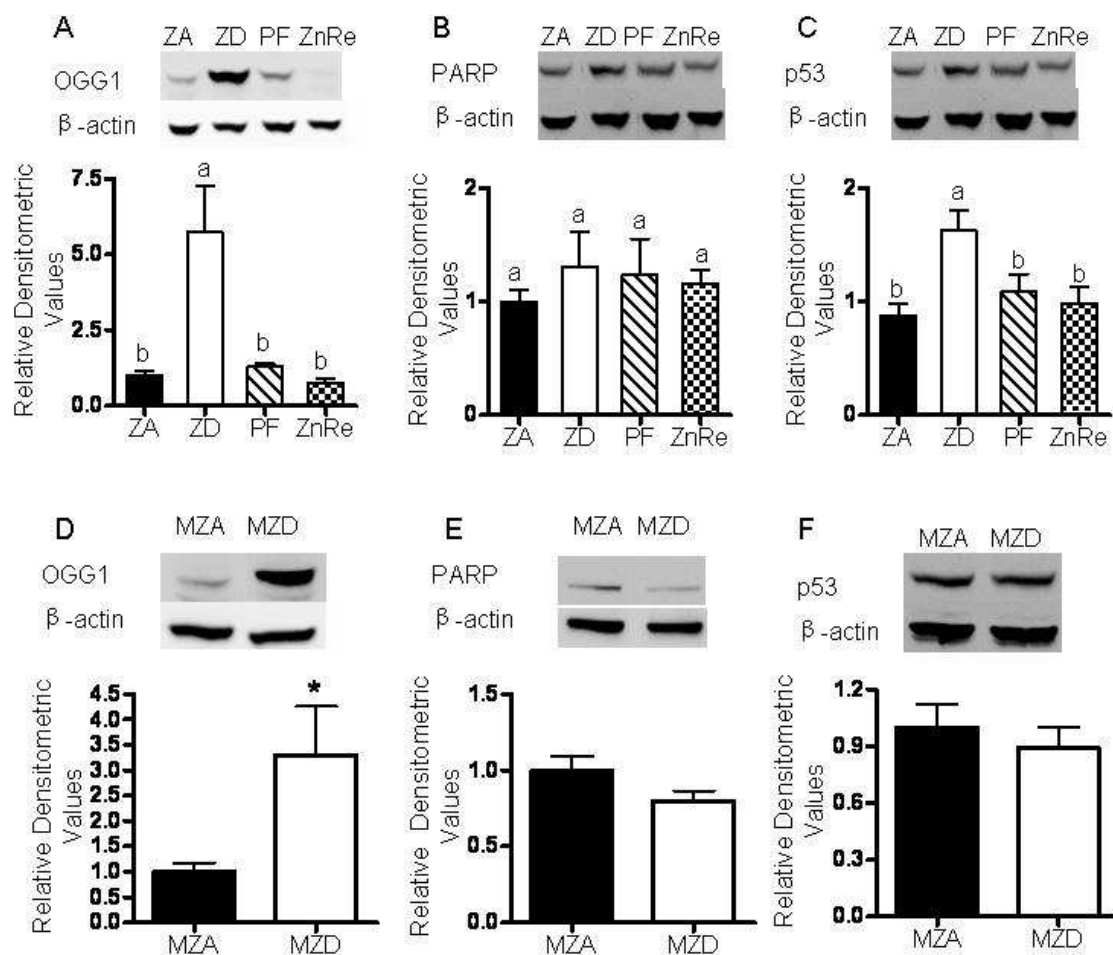 A
ZA ZD PF ZnRe
OGG1
β-actin
Relative Densitometric
Values
7.5
5.0
2.5
0.0
b
a
b
b
ZA ZD PF ZnRe
B
ZA ZD PF ZnRe
PARP
β-actin
Relative Densitometric
Values
2
1
0
a
a
a
a
ZA ZD PF ZnRe
C
ZA ZD PF ZnRe
p53
β-actin
Relative Densitometric
Values
2
1
0
b
a
b
b
ZA ZD PF ZnRe
D
MZA MZD
OGG1
β-actin
Relative Densitometric
Values
4.5
4.0
3.5
3.0
2.5
2.0
1.5
1.0
0.5
0.0
*
MZA MZD
E
MZA MZD
PARP
β-actin
Relative Densitometric
Values
1.5
1.0
0.5
0.0
MZA MZD
F
MZA MZD
p53
β-actin
Relative Densitometric
Values
1.2
0.9
0.6
0.3
0.0
MZA MZD